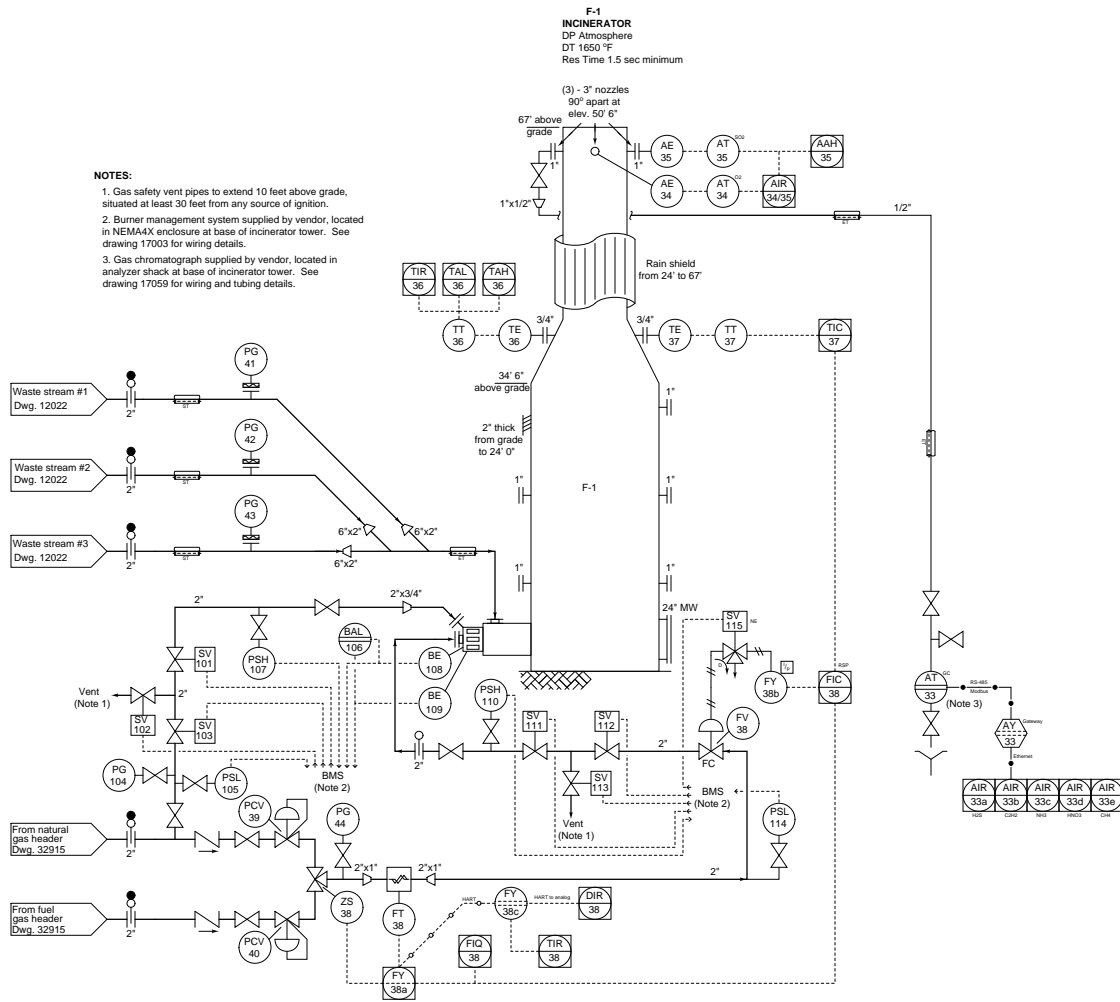 F-1
INCINERATOR
DP Atmosphere
DT 1650 °F
Res Time 1.5 sec minimum
(3) - 3" nozzles
90° apart at
elev. 50' 6"
67' above
grade
1"
1"
AE
35
AT
35
SO2
AAH
35
AE
34
AT
34
O2
AIR
34/35
1"x1/2"
ET
1/2"
NOTES:
1. Gas safety vent pipes to extend 10 feet above grade,
situated at least 30 feet from any source of ignition.
2. Burner management system supplied by vendor, located
in NEMA4X enclosure at base of incinerator tower. See
drawing 17003 for wiring details.
3. Gas chromatograph supplied by vendor, located in
analyzer shack at base of incinerator tower. See
drawing 17059 for wiring and tubing details.
Rain shield
from 24' to 67'
TIR
36
TAL
36
TAH
36
TT
36
TE
36
3/4"
3/4"
TE
37
TT
37
TIC
37
34' 6"
above grade
2" thick
from grade
to 24' 0"
1"
1"
1"
1"
1"
F-1
24" MW
ET
PG
41
Waste stream #1
Dwg. 12022
2"
ST
PG
42
Waste stream #2
Dwg. 12022
2"
ST
PG
43
Waste stream #3
Dwg. 12022
2"
ST
6"x2"
6"x2"
6"x2"
ET
2"
2"x3/4"
PSH
107
BAL
106
BE
108
BE
109
SV
101
2"
Vent
(Note 1)
SV
102
SV
103
PG
104
PSL
105
BMS
(Note 2)
PSH
110
2"
SV
111
SV
112
SV
113
Vent
(Note 1)
2"
SV
115
NE
D
FY
38b
I/P
FIC
38
RSP
FV
38
FC
BMS
(Note 2)
PSL
114
AT
33
GC
(Note 3)
RS-485
Modbus
AY
33
Gateway
Ethernet
AIR
33a
AIR
33b
AIR
33c
AIR
33d
AIR
33e
H2S
C2H2
NH3
HNO3
CH4
PCV
39
From natural
gas header
Dwg. 32915
2"
PG
44
2"x1"
2"x1"
2"
From fuel
gas header
Dwg. 32915
2"
PCV
40
ZS
38
FT
38
HART
FY
38c
HART to analog
DIR
38
FY
38a
FIQ
38
TIR
38